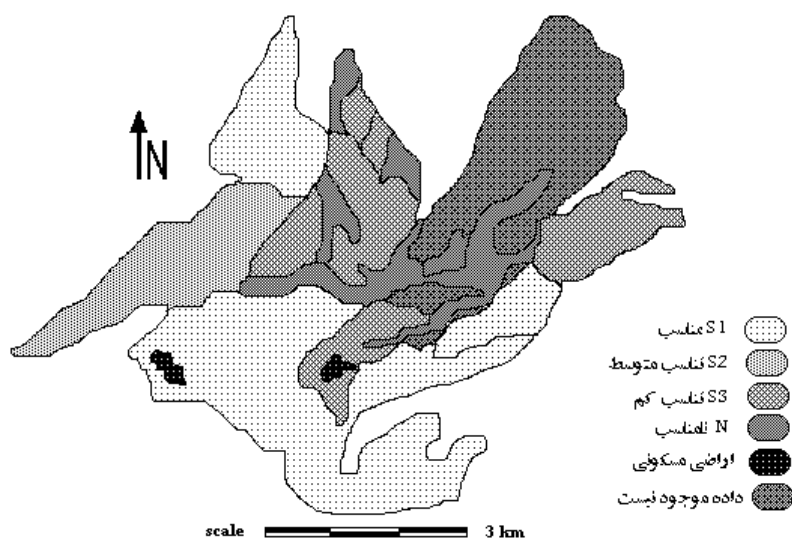 N
S1 مناسب
S2 تناسب متوسط
S3 تناسب کم
N نامناسب
اراضی مسکونی
داده موجود نیست
scale 3 km